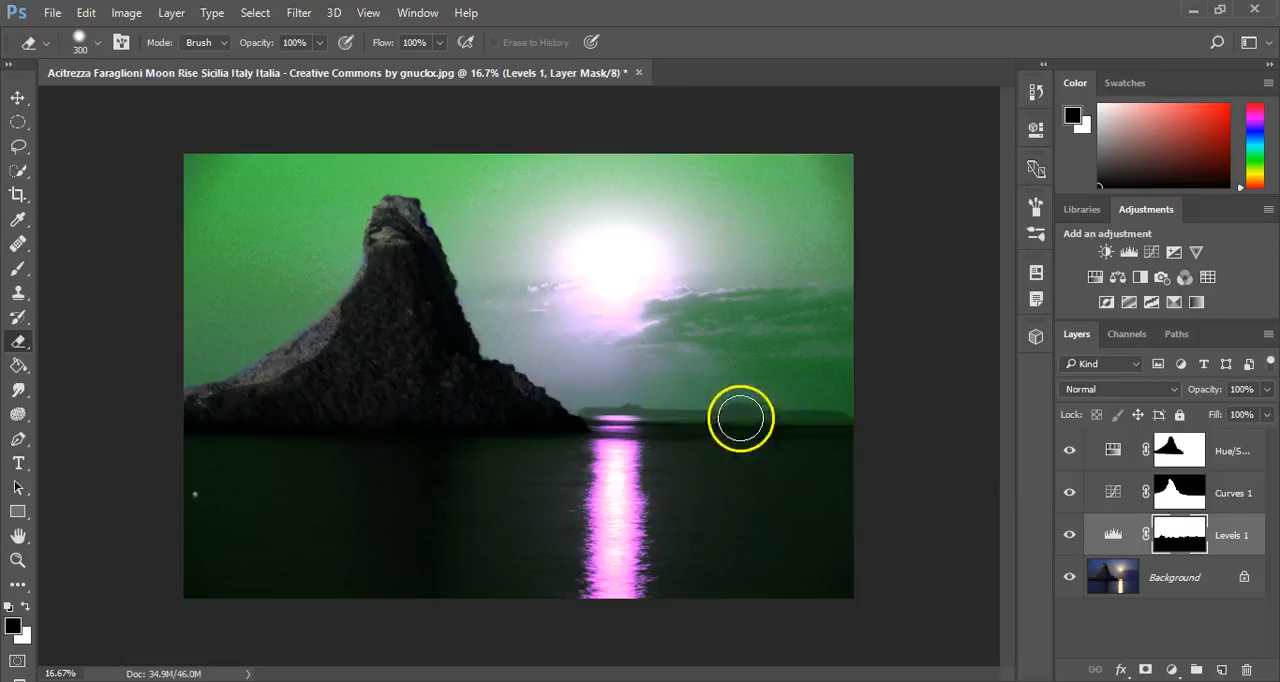 Ps File Edit Image Layer Type Select Filter 3D View Window Help
300 Mode: Brush Opacity: 100% Flow: 100% Erase to History
Acitrezza Faraglioni Moon Rise Sicilia Italy Italia - Creative Commons by gnuckx.jpg @ 16.7% (Levels 1, Layer Mask/8) *
Color Swatches
Libraries Adjustments
Add an adjustment
Layers Channels Paths
Kind
Normal Opacity: 100%
Lock: Fill: 100%
Hue/S...
Curves 1
Levels 1
Background
16.67% Doc: 34.9M/46.0M